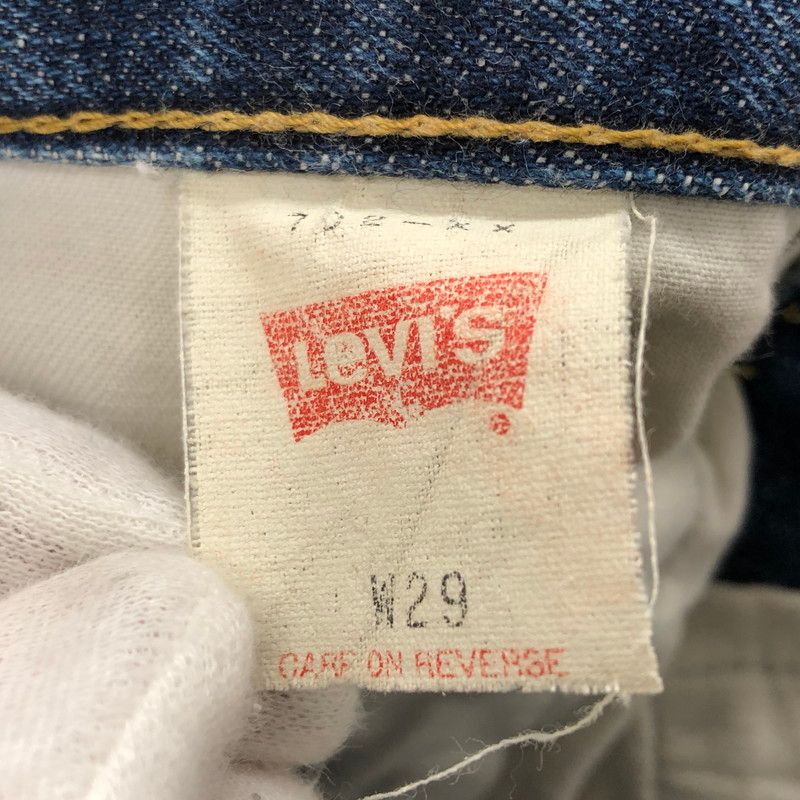 702-XX
Levi's
®
W29
CARE ON REVERSE